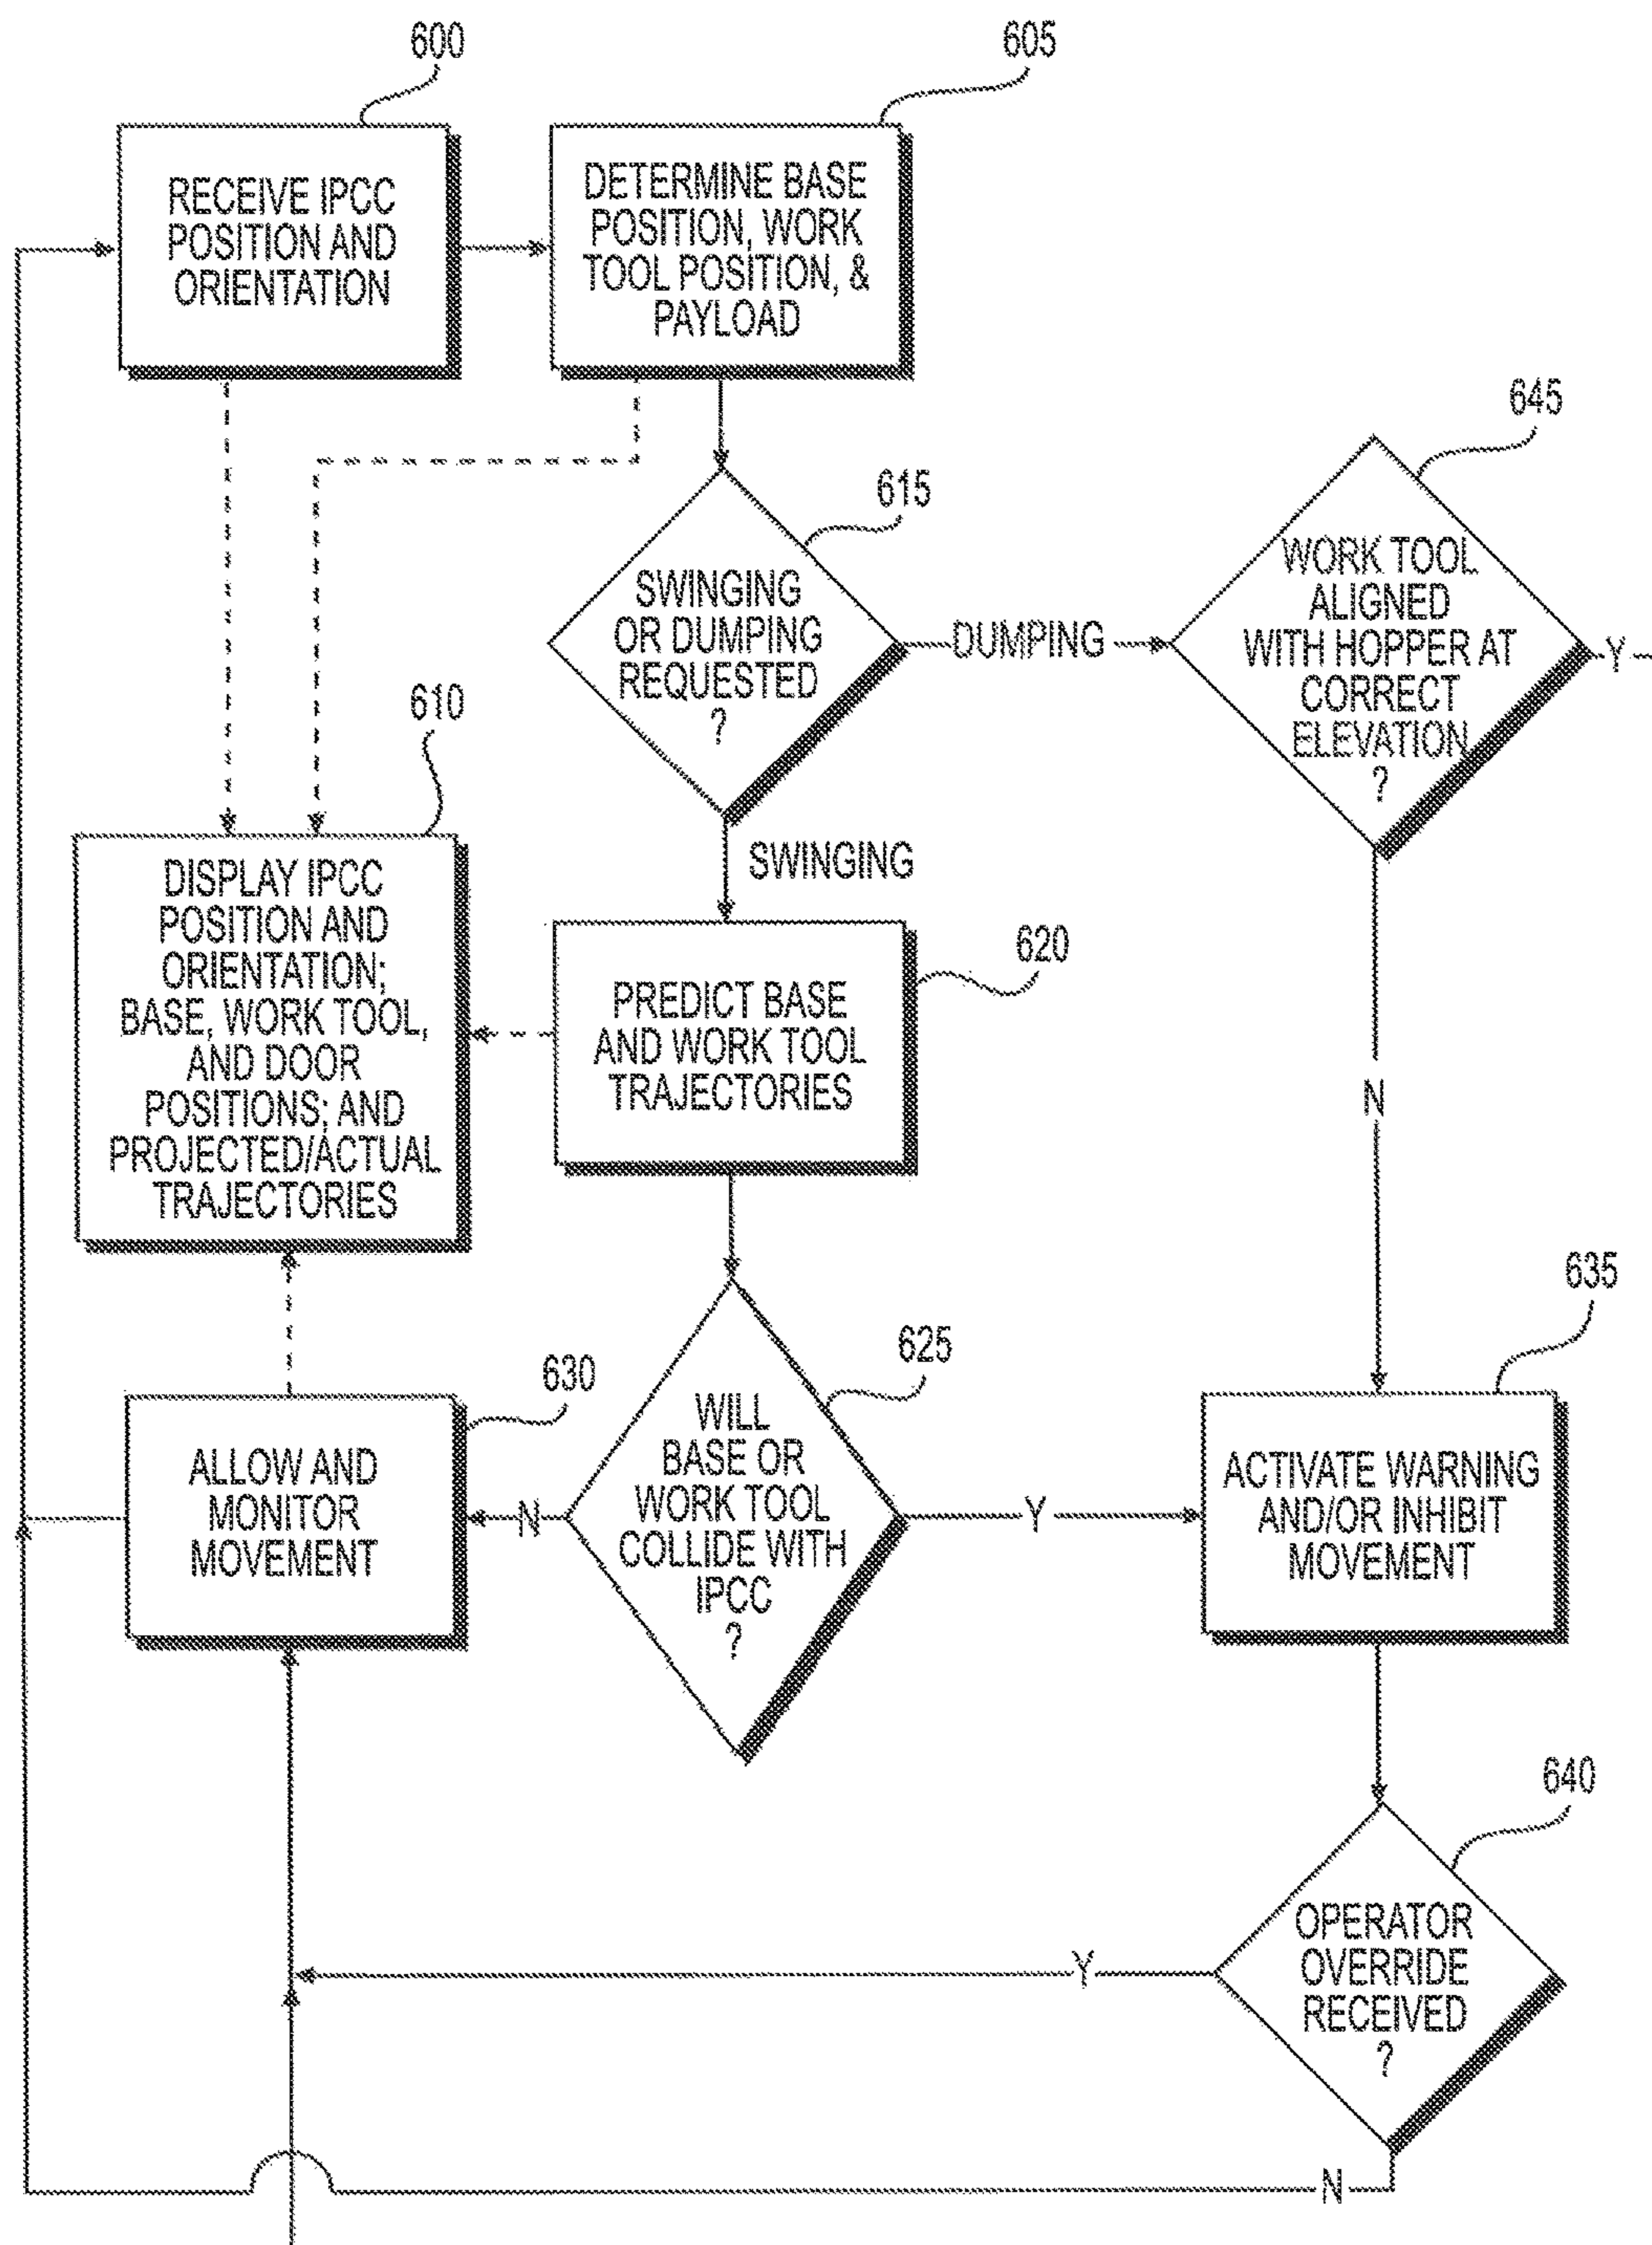 600
RECEIVE IPCC
POSITION AND
ORIENTATION
605
DETERMINE BASE
POSITION, WORK
TOOL POSITION, &
PAYLOAD
645
WORK TOOL
ALIGNED
WITH HOPPER AT
CORRECT
ELEVATION
?
Y
N
615
SWINGING
OR DUMPING
REQUESTED
?
DUMPING
SWINGING
610
DISPLAY IPCC
POSITION AND
ORIENTATION;
BASE, WORK TOOL,
AND DOOR
POSITIONS; AND
PROJECTED/ACTUAL
TRAJECTORIES
620
PREDICT BASE
AND WORK TOOL
TRAJECTORIES
625
WILL
BASE OR
WORK TOOL
COLLIDE WITH
IPCC
?
N
Y
630
ALLOW AND
MONITOR
MOVEMENT
635
ACTIVATE WARNING
AND/OR INHIBIT
MOVEMENT
640
OPERATOR
OVERRIDE
RECEIVED
?
Y
N